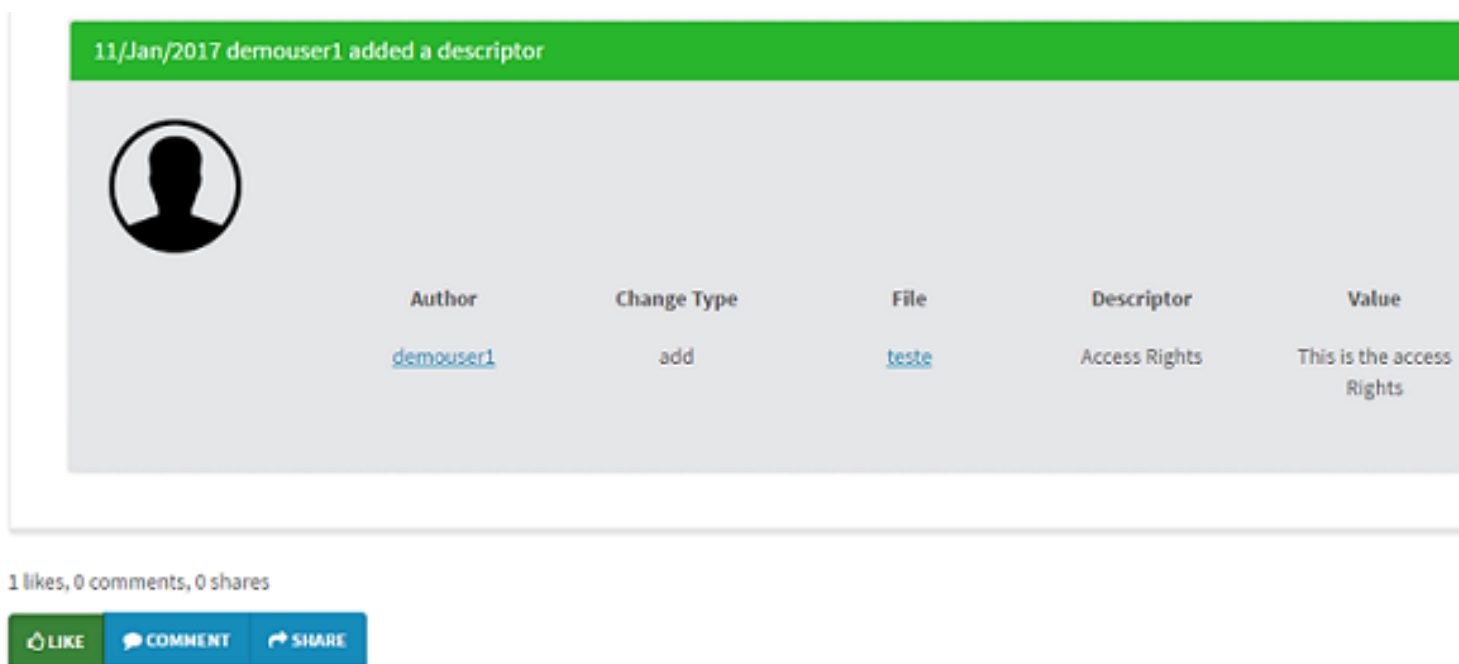 11/Jan/2017 demouser1 added a descriptor
Author Change Type File Descriptor Value
demouser1 add teste Access Rights This is the access
Rights
1 likes, 0 comments, 0 shares
LIKE COMMENT SHARE